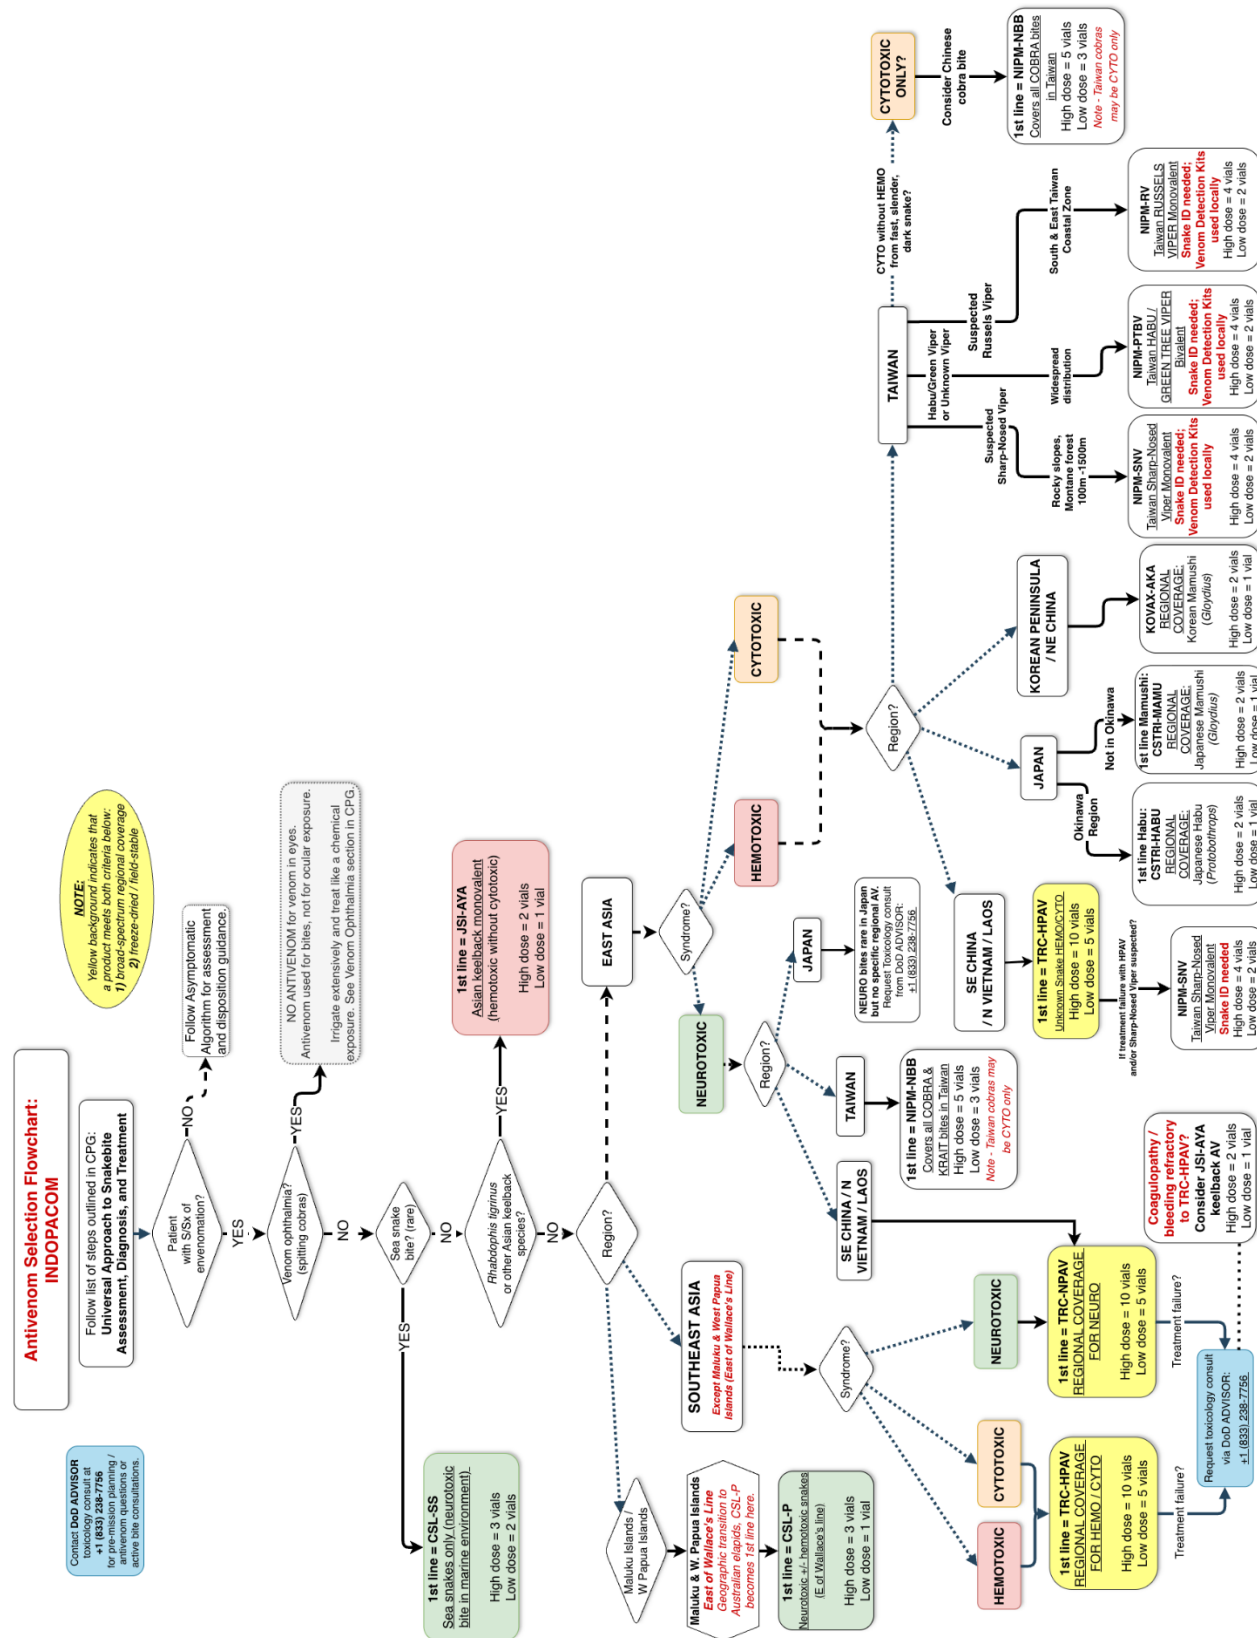 Antivenom Selection Flowchart:
INDOPACOM
Contact DoD ADVISOR
toxicology consult at
+1 (833) 238-7756
for pre-mission planning /
antivenom questions or
active bite consultations.
Follow list of steps outlined in CPG:
Universal Approach to Snakebite
Assessment, Diagnosis, and Treatment
NOTE:
Yellow background indicates that
a product meets both criteria below:
1) broad-spectrum regional coverage
2) freeze-dried / field-stable
Patient
with S/Sx of
envenomation?
NO
Follow Asymptomatic
Algorithm for assessment
and disposition guidance.
YES
Venom ophthalmia?
(spitting cobras)
YES
NO ANTIVENOM for venom in eyes.
Antivenom used for bites, not for ocular exposure.
Irrigate extensively and treat like a chemical
exposure. See Venom Ophthalmia section in CPG.
NO
Sea snake
bite? (rare)
YES
1st line = CSL-SS
Sea snakes only (neurotoxic
bite in marine environment)
High dose = 3 vials
Low dose = 2 vials
NO
Rhabdophis tigrinus
or other Asian keelback
species?
YES
1st line = JSI-AYA
Asian keelback monovalent
(hemotoxic without cytotoxic)
High dose = 2 vials
Low dose = 1 vial
NO
Region?
Maluku Islands /
W Papua Islands
Maluku & W. Papua Islands
East of Wallace's Line
Geographic transition to
Australian elapids, CSL-P
becomes 1st line here.
1st line = CSL-P
Neurotoxic +/- hemotoxic snakes
(E of Wallace's line)
High dose = 3 vials
Low dose = 1 vial
SOUTHEAST ASIA
Except Maluku & West Papua
Islands (East of Wallace's Line)
Syndrome?
HEMOTOXIC
CYTOTOXIC
NEUROTOXIC
1st line = TRC-HPAV
REGIONAL COVERAGE
FOR HEMO / CYTO
High dose = 10 vials
Low dose = 5 vials
1st line = TRC-NPAV
REGIONAL COVERAGE
FOR NEURO
High dose = 10 vials
Low dose = 5 vials
Treatment failure?
Treatment failure?
Request toxicology consult
via DoD ADVISOR:
+1 (833) 238-7756
Coagulopathy /
bleeding refractory
to TRC-HPAV?
Consider JSI-AYA
keelback AV
High dose = 2 vials
Low dose = 1 vial
EAST ASIA
Syndrome?
NEUROTOXIC
HEMOTOXIC
CYTOTOXIC
Region?
SE CHINA / N
VIETNAM / LAOS
TAIWAN
1st line = NIPM-NBB
Covers all COBRA &
KRAIT bites in Taiwan
High dose = 5 vials
Low dose = 3 vials
Note - Taiwan cobras may
be CYTO only
JAPAN
NEURO bites rare in Japan
but no specific regional AV.
Request Toxicology consult
from DoD ADVISOR:
+1 (833) 238-7756
Region?
SE CHINA
/ N VIETNAM / LAOS
1st line = TRC-HPAV
Unknown Snake HEMO/CYTO
High dose = 10 vials
Low dose = 5 vials
If treatment failure with HPAV
and/or Sharp-Nosed Viper suspected?
NIPM-SNV
Taiwan Sharp-Nosed
Viper Monovalent
Snake ID needed
High dose = 4 vials
Low dose = 2 vials
JAPAN
Okinawa
Region
Not in Okinawa
1st line Habu:
CSTRI-HABU
REGIONAL
COVERAGE:
Japanese Habu
(Protobothrops)
High dose = 2 vials
Low dose = 1 vial
1st line Mamushi:
CSTRI-MAMU
REGIONAL
COVERAGE:
Japanese Mamushi
(Gloydius)
High dose = 2 vials
Low dose = 1 vial
KOREAN PENINSULA
/ NE CHINA
KOVAX-AKA
REGIONAL
COVERAGE:
Korean Mamushi
(Gloydius)
High dose = 2 vials
Low dose = 1 vial
TAIWAN
Suspected
Sharp-Nosed Viper
Rocky slopes,
Montane forest
100m -1500m
NIPM-SNV
Taiwan Sharp-Nosed
Viper Monovalent
Snake ID needed;
Venom Detection Kits
used locally
High dose = 4 vials
Low dose = 2 vials
Habu/Green Viper
or Unknown Viper
Widespread
distribution
NIPM-PTBV
Taiwan HABU /
GREEN TREE VIPER
Bivalent
Snake ID needed;
Venom Detection Kits
used locally
High dose = 4 vials
Low dose = 2 vials
Suspected
Russels Viper
South & East Taiwan
Coastal Zone
NIPM-RV
Taiwan RUSSELS
VIPER Monovalent
Snake ID needed;
Venom Detection Kits
used locally
High dose = 4 vials
Low dose = 2 vials
CYTO without HEMO
from fast, slender,
dark snake?
CYTOTOXIC
ONLY?
Consider Chinese
cobra bite
1st line = NIPM-NBB
Covers all COBRA bites
in Taiwan
High dose = 5 vials
Low dose = 3 vials
Note - Taiwan cobras
may be CYTO only